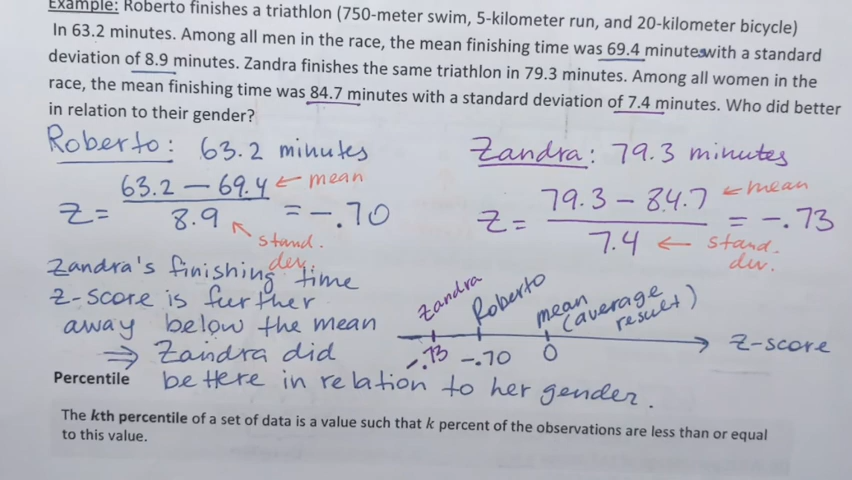 Example: Roberto finishes a triathlon (750-meter swim, 5-kilometer run, and 20-kilometer bicycle)
In 63.2 minutes. Among all men in the race, the mean finishing time was 69.4 minutes with a standard
deviation of 8.9 minutes. Zandra finishes the same triathlon in 79.3 minutes. Among all women in the
race, the mean finishing time was 84.7 minutes with a standard deviation of 7.4 minutes. Who did better
in relation to their gender?
Roberto: 63.2 minutes
Z = (63.2 - 69.4) / 8.9 = -.70
← mean
stand.
dev.
Zandra: 79.3 minutes
Z = (79.3 - 84.7) / 7.4 = -.73
← mean
← stand.
dev.
Zandra's finishing time
Z-score is further
away below the mean
⇒ Zandra did
better in relation to her gender.
Zandra Roberto mean (average result)
-.73 -.70 0 Z-score
Percentile
The kth percentile of a set of data is a value such that k percent of the observations are less than or equal
to this value.